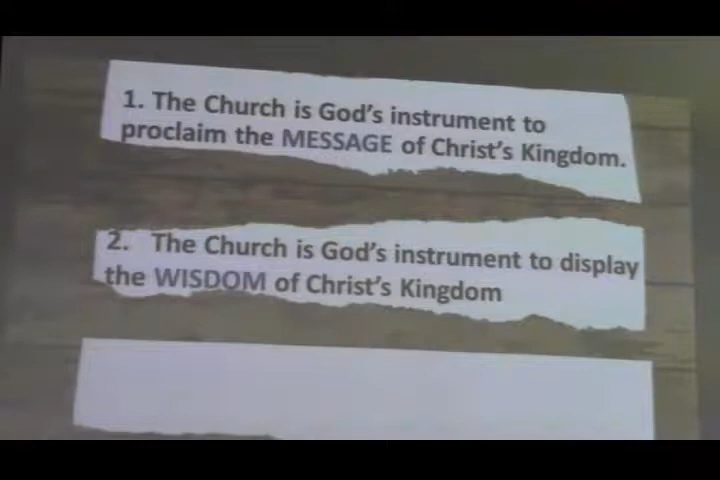 1. The Church is God's instrument to
proclaim the MESSAGE of Christ's Kingdom.
2. The Church is God's instrument to display
the WISDOM of Christ's Kingdom